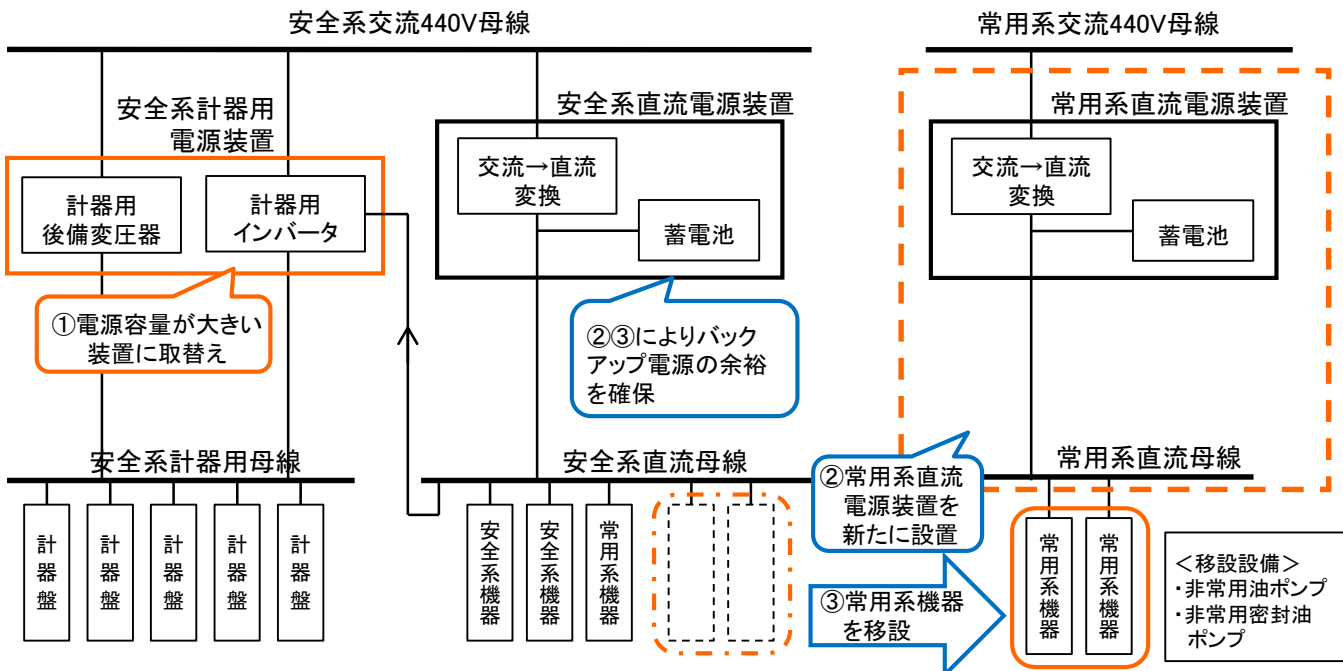 安全系交流440V母線
常用系交流440V母線
安全系計器用
電源装置
安全系直流電源装置
常用系直流電源装置
計器用
後備変圧器
計器用
インバータ
交流→直流
変換
蓄電池
交流→直流
変換
蓄電池
①電源容量が大きい
装置に取替え
②③によりバック
アップ電源の余裕
を確保
安全系計器用母線
安全系直流母線
常用系直流母線
②常用系直流
電源装置を
新たに設置
計器盤
計器盤
計器盤
計器盤
計器盤
安全系機器
安全系機器
常用系機器
③常用系機器
を移設
常用系機器
常用系機器
＜移設設備＞
・非常用油ポンプ
・非常用密封油
ポンプ